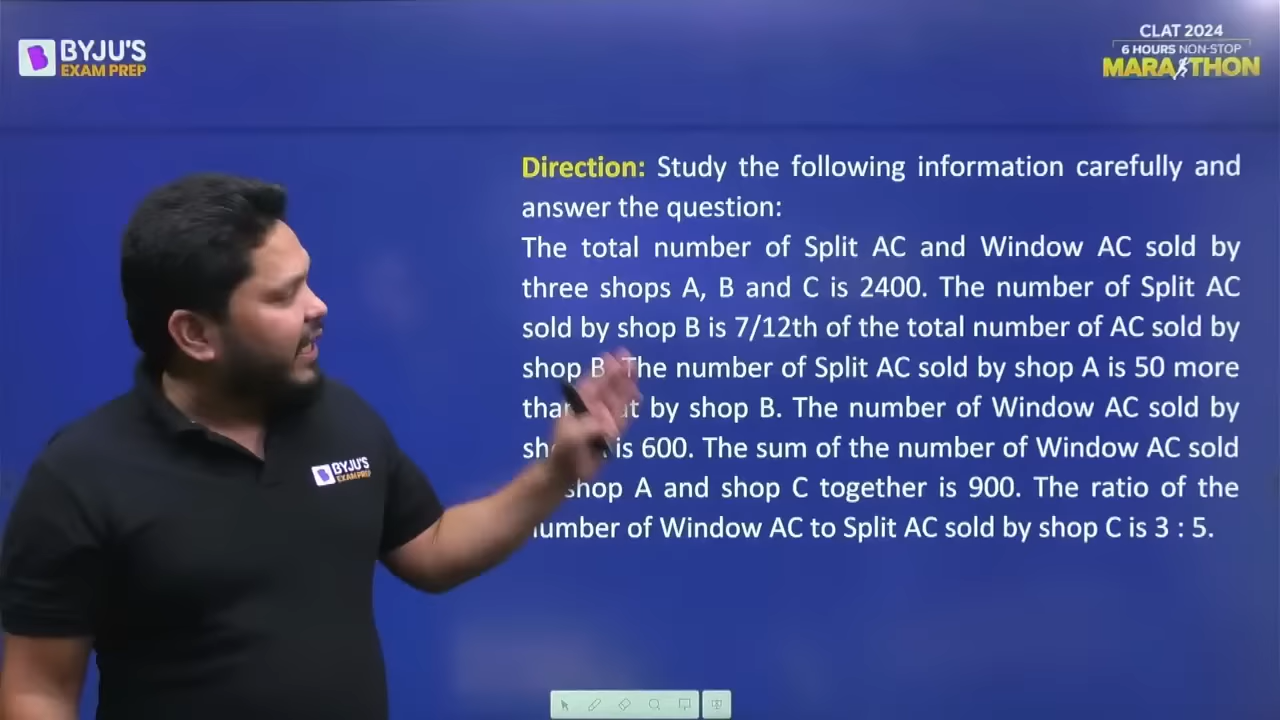 BYJU'S
EXAM PREP
CLAT 2024
6 HOURS NON-STOP
MARATHON
Direction: Study the following information carefully and
answer the question:
The total number of Split AC and Window AC sold by
three shops A, B and C is 2400. The number of Split AC
sold by shop B is 7/12th of the total number of AC sold by
shop B. The number of Split AC sold by shop A is 50 more
by shop B. The number of Window AC sold by
is 600. The sum of the number of Window AC sold
shop A and shop C together is 900. The ratio of the
number of Window AC to Split AC sold by shop C is 3 : 5.
BYJU'S
EXAM PREP